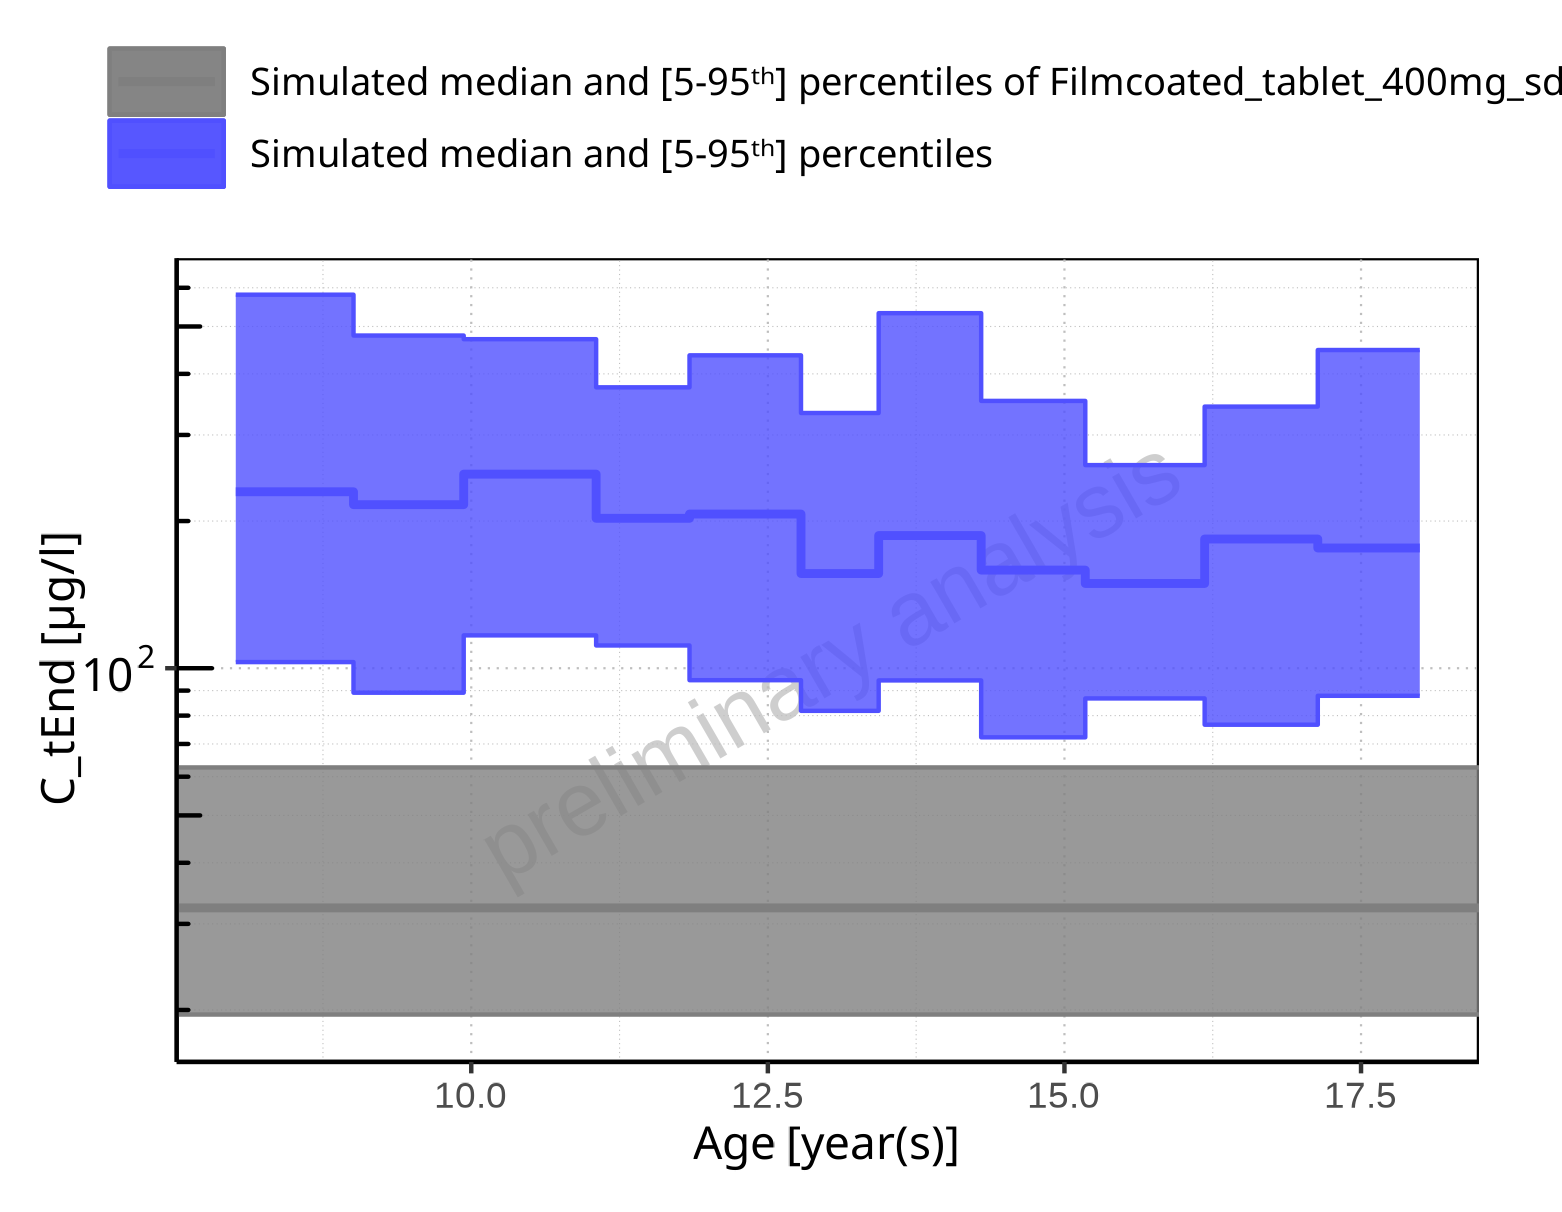 Simulated median and [5-95ᵗʰ] percentiles of Filmcoated_tablet_400mg_sd
Simulated median and [5-95ᵗʰ] percentiles
C_tEnd [µg/l]
10²
preliminary analysis
10.0 12.5 15.0 17.5
Age [year(s)]